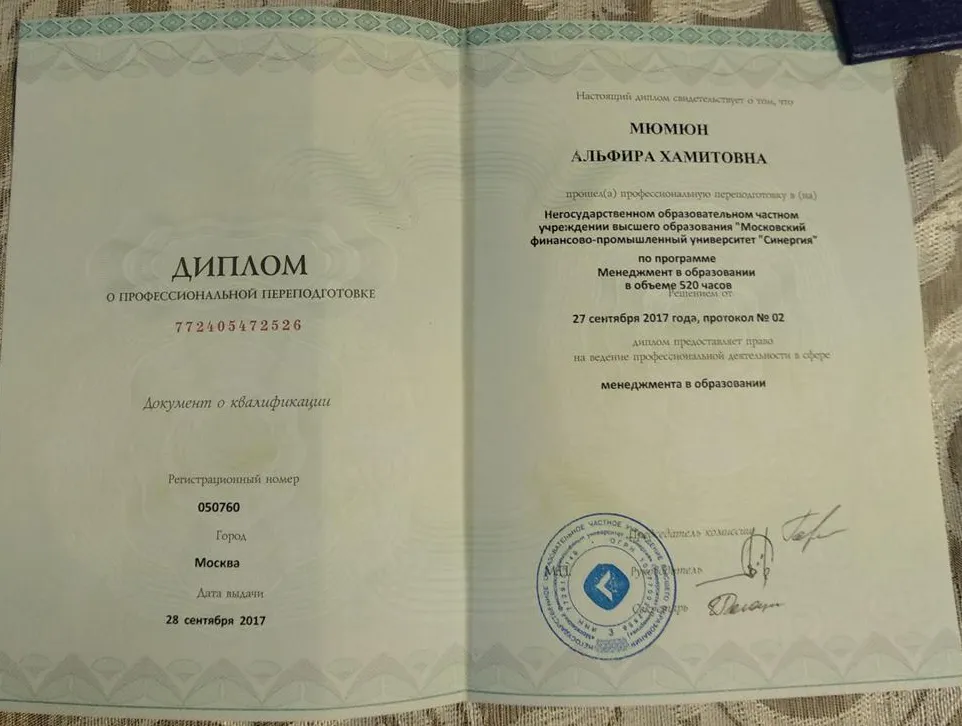 ДИПЛОМ
О ПРОФЕССИОНАЛЬНОЙ ПЕРЕПОДГОТОВКЕ
772405472526
Документ о квалификации
Регистрационный номер
050760
Город
Москва
Дата выдачи
28 сентября 2017
Настоящий диплом свидетельствует о том, что
МЮМЮН
АЛЬФИРА ХАМИТОВНА
прошел(а) профессиональную переподготовку в (на)
Негосударственном образовательном частном
учреждении высшего образования "Московский
финансово-промышленный университет "Синергия"
по программе
Менеджмент в образовании
в объеме 520 часов
Решением от
27 сентября 2017 года, протокол № 02
диплом предоставляет право
на ведение профессиональной деятельности в сфере
менеджмента в образовании
Председатель комиссии
М.П.
Руководитель
Секретарь